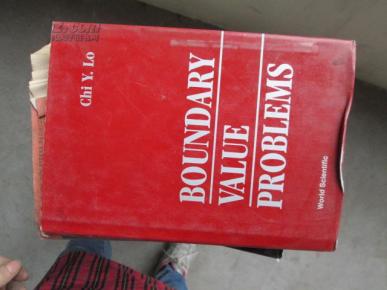 Chi Y. Lo
BOUNDARY
VALUE
PROBLEMS
World Scientific